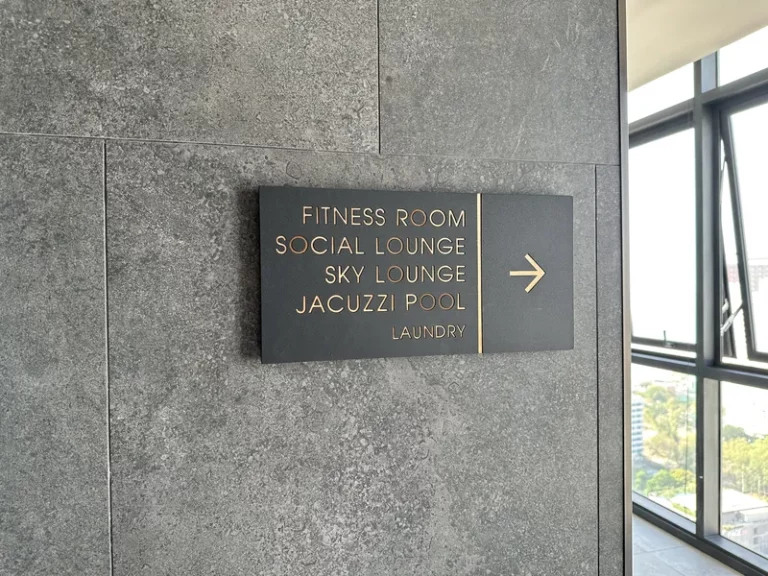 FITNESS ROOM
SOCIAL LOUNGE
SKY LOUNGE
JACUZZI POOL
LAUNDRY